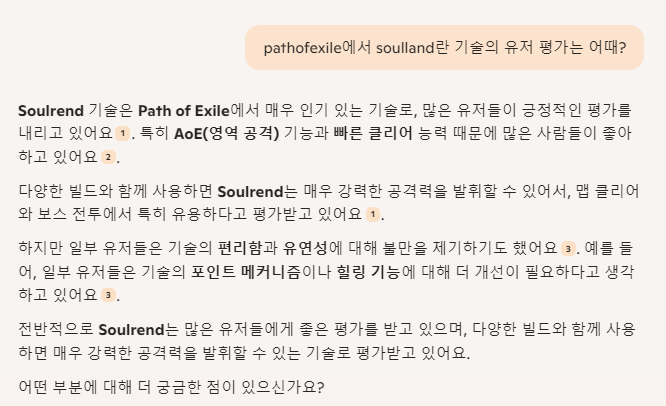 pathofexile에서 soulland란 기술의 유저 평가는 어때?
Soulrend 기술은 Path of Exile에서 매우 인기 있는 기술로, 많은 유저들이 긍정적인 평가를
내리고 있어요 1. 특히 AoE(영역 공격) 기능과 빠른 클리어 능력 때문에 많은 사람들이 좋아
하고 있어요 2.
다양한 빌드와 함께 사용하면 Soulrend는 매우 강력한 공격력을 발휘할 수 있어서, 맵 클리어
와 보스 전투에서 특히 유용하다고 평가받고 있어요 1.
하지만 일부 유저들은 기술의 편리함과 유연성에 대해 불만을 제기하기도 했어요 3. 예를 들
어, 일부 유저들은 기술의 포인트 메커니즘이나 힐링 기능에 대해 더 개선이 필요하다고 생각
하고 있어요 3.
전반적으로 Soulrend는 많은 유저들에게 좋은 평가를 받고 있으며, 다양한 빌드와 함께 사용
하면 매우 강력한 공격력을 발휘할 수 있는 기술로 평가받고 있어요.
어떤 부분에 대해 더 궁금한 점이 있으신가요?